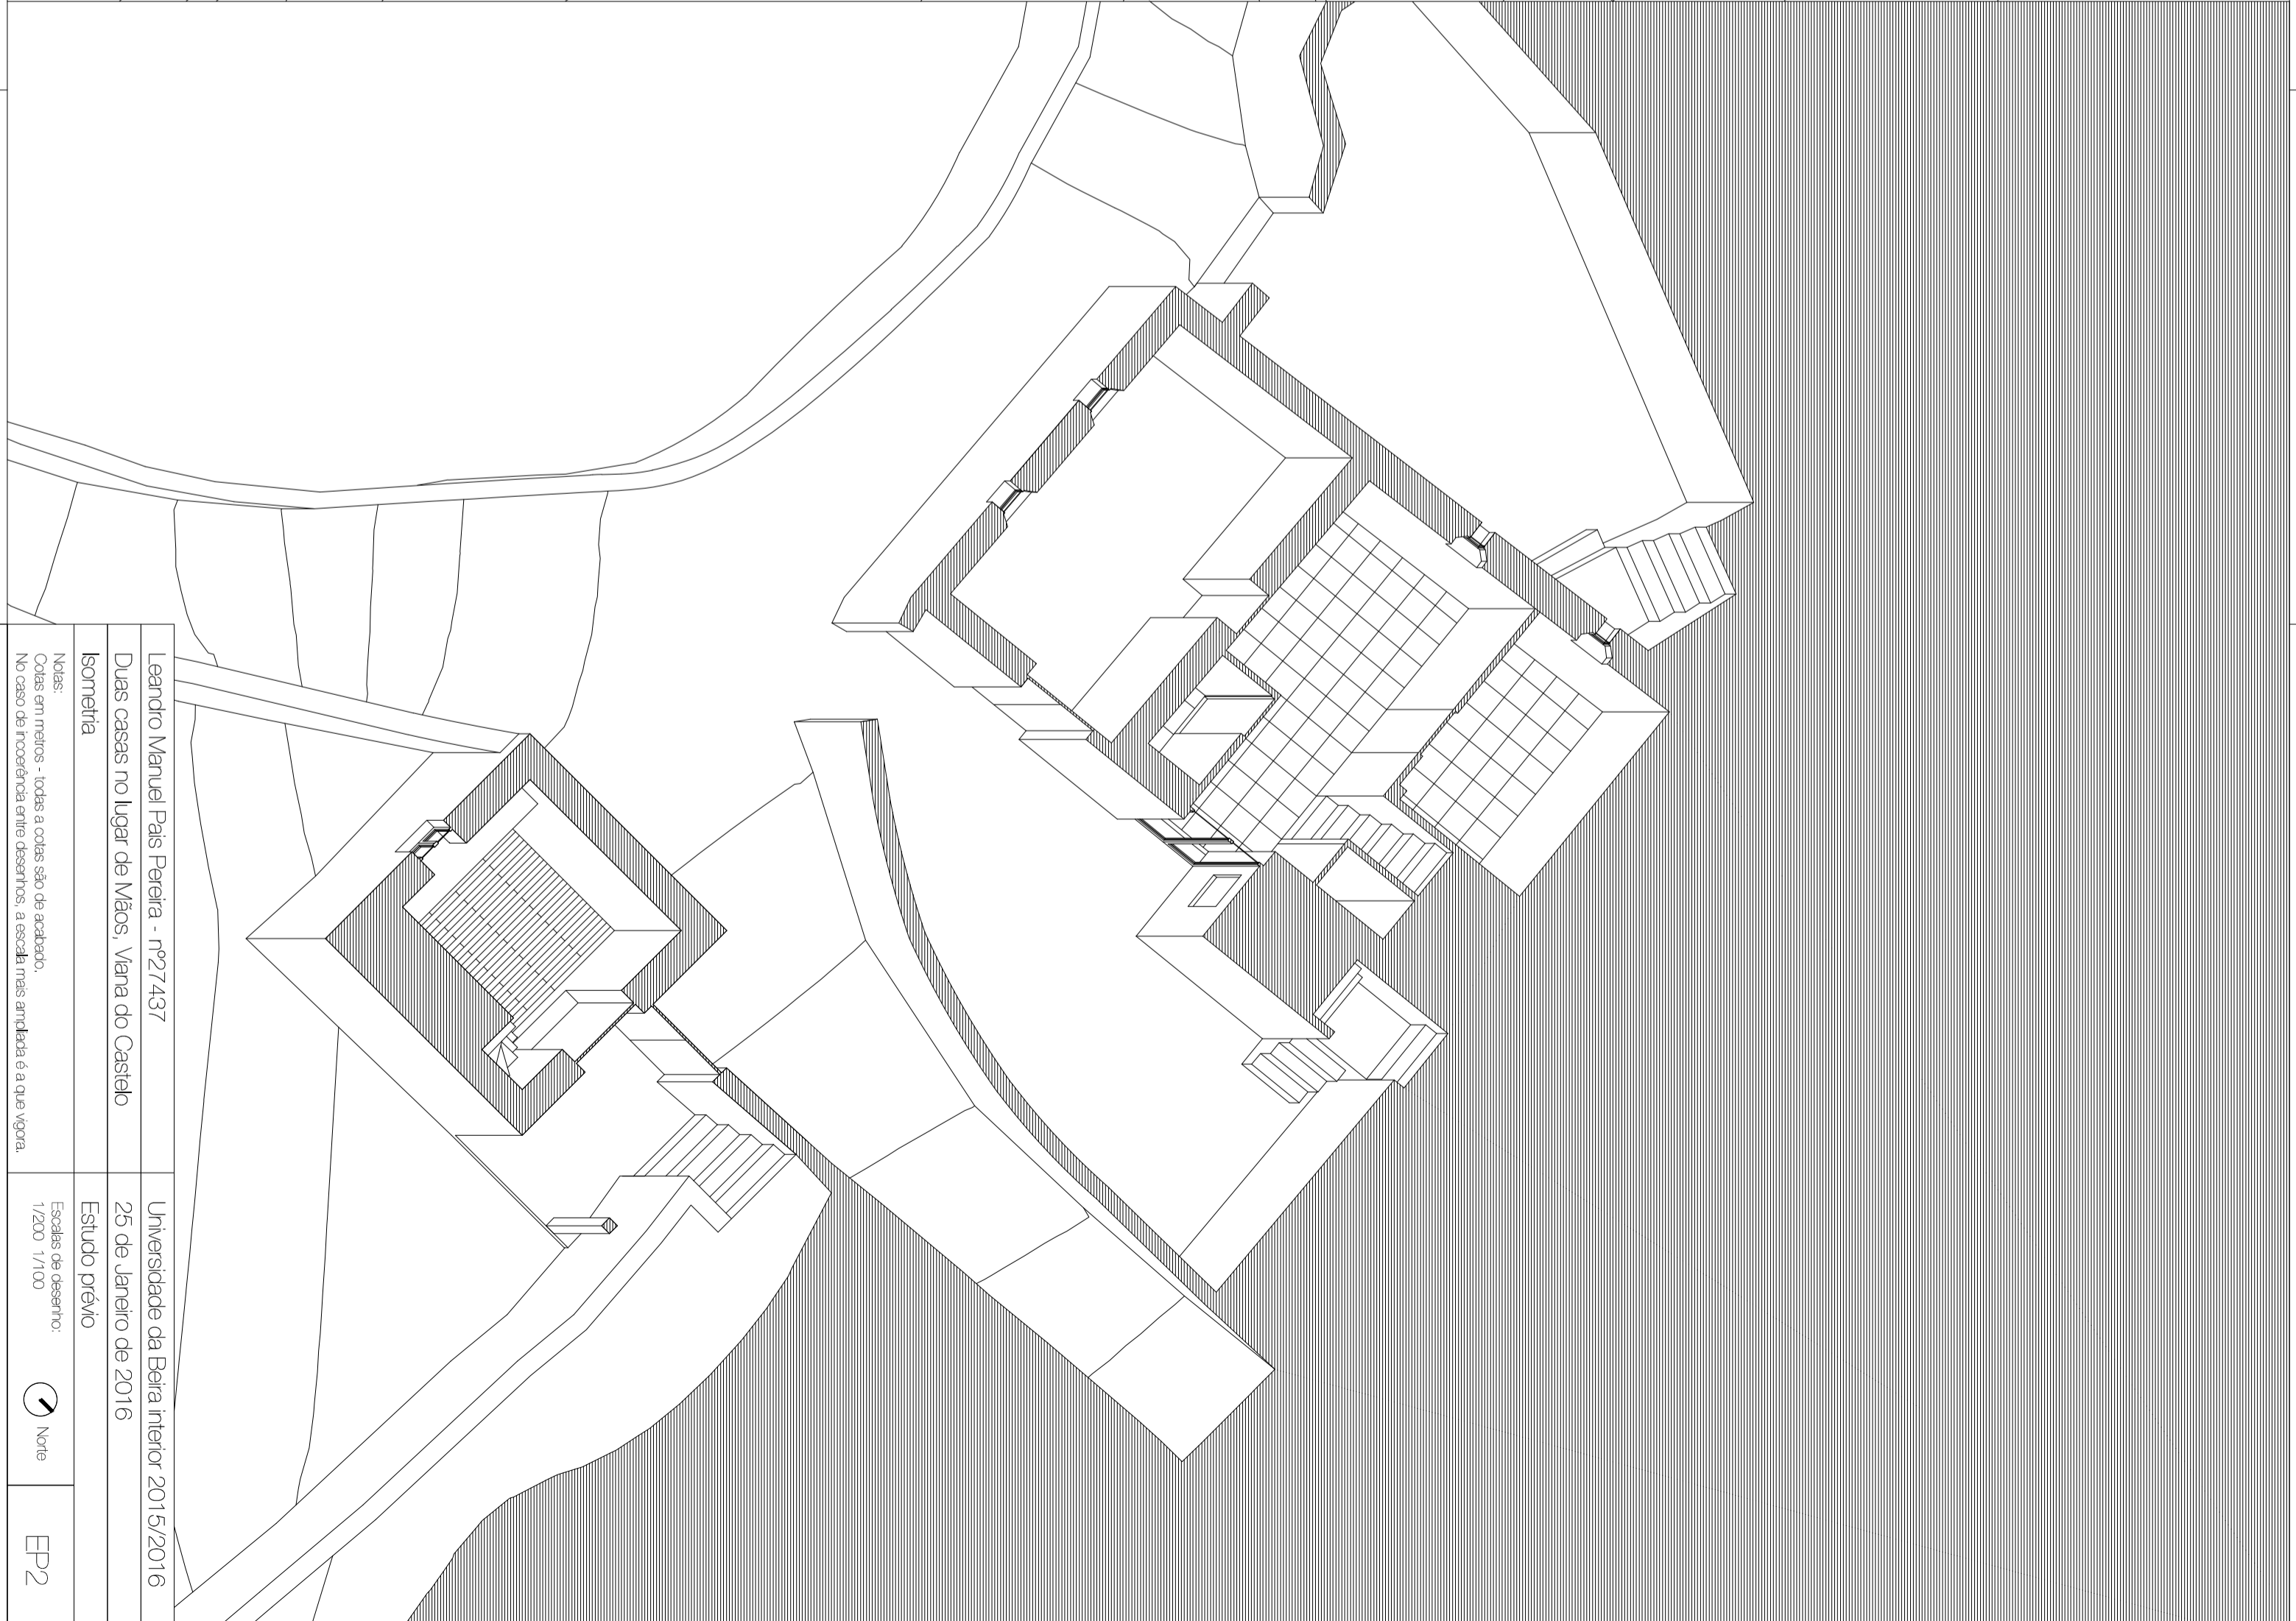 Leandro Manuel Pais Pereira - nº27437
Universidade da Beira interior 2015/2016
Duas casas no lugar de Mãos, Viana do Castelo
25 de Janeiro de 2016
Isometria
Estudo prévio
Notas:
Cotas em metros - todas a cotas são de acabado.
No caso de incoerência entre desenhos, a escala mais ampliada é a que vigora.
Escalas de desenho:
1/200 1/100
Norte
EP2